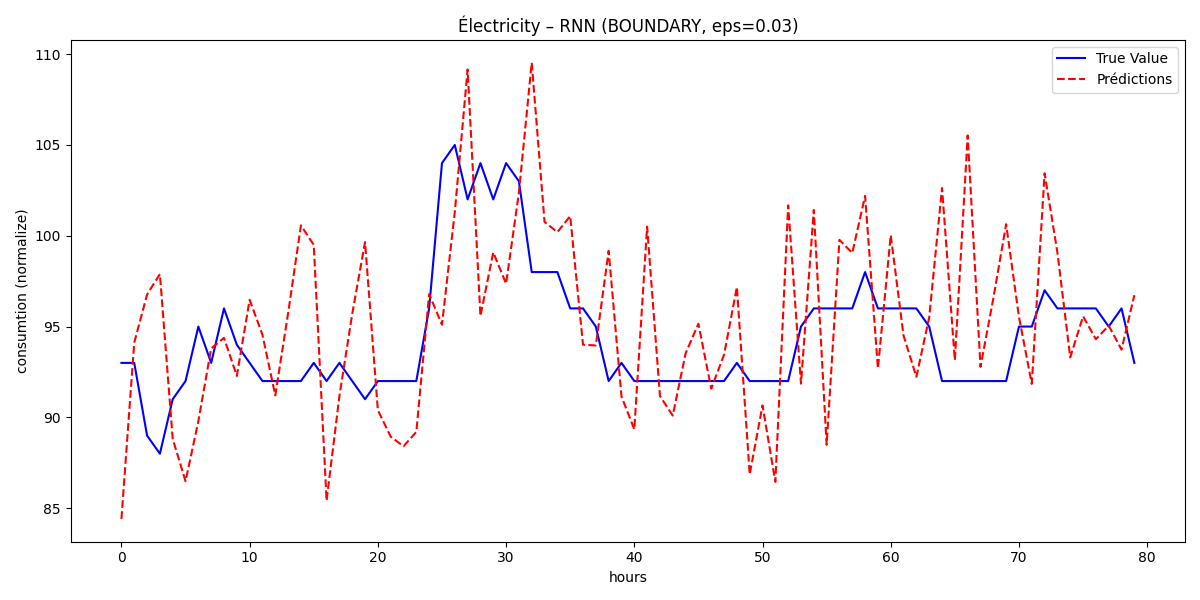 Électricity – RNN (BOUNDARY, eps=0.03)
True Value
Prédictions
consumtion (normalize)
110
105
100
95
90
85
0 10 20 30 40 50 60 70 80
hours